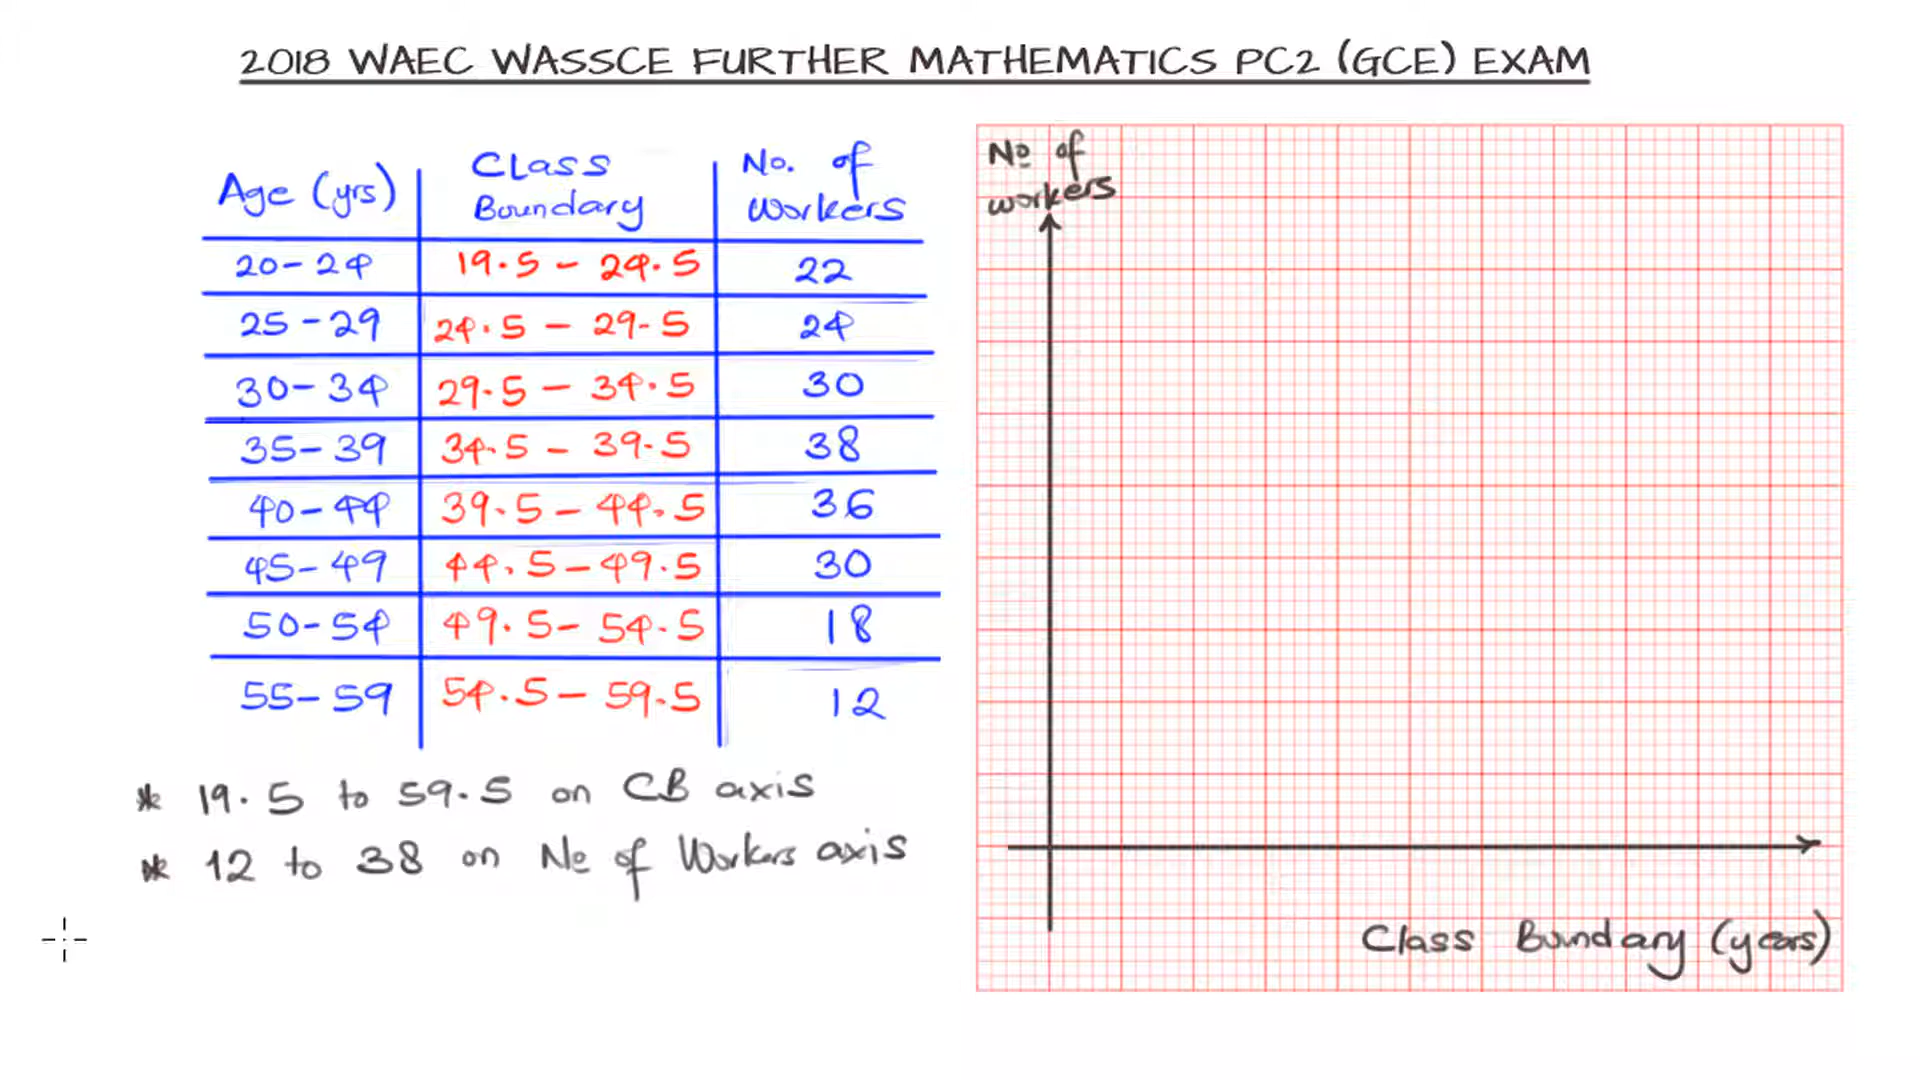 2018 WAEC WASSCE FURTHER MATHEMATICS PC2 (GCE) EXAM
Age (yrs) Class Boundary No. of Workers
20-24 19.5 - 24.5 22
25-29 24.5 - 29.5 24
30-34 29.5 - 34.5 30
35-39 34.5 - 39.5 38
40-44 39.5 - 44.5 36
45-49 44.5 - 49.5 30
50-54 49.5 - 54.5 18
55-59 54.5 - 59.5 12
* 19.5 to 59.5 on CB axis
* 12 to 38 on No of Workers axis
No of
workers
Class Boundary (years)